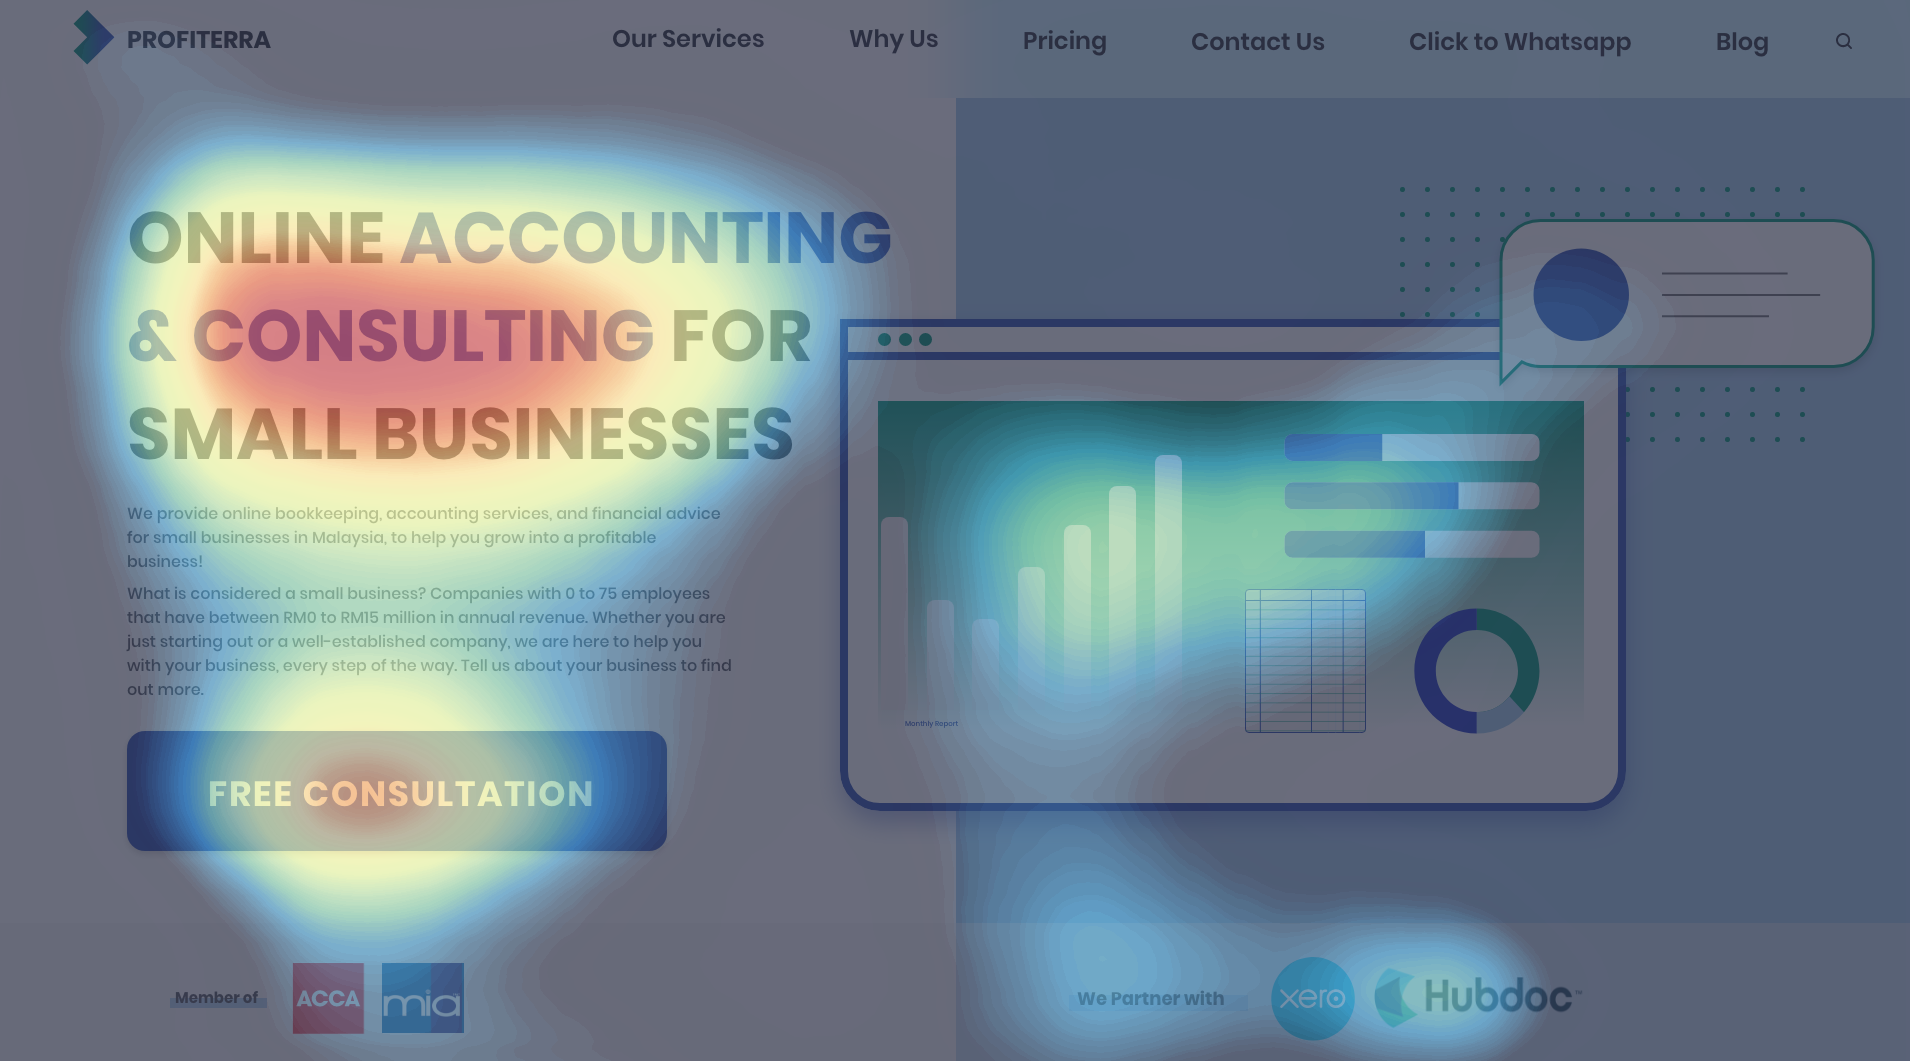 PROFITERRA
Our Services
Why Us
Pricing
Contact Us
Click to Whatsapp
Blog
ONLINE ACCOUNTING
& CONSULTING FOR
SMALL BUSINESSES
We provide online bookkeeping, accounting services, and financial advice
for small businesses in Malaysia, to help you grow into a profitable
business!
What is considered a small business? Companies with 0 to 75 employees
that have between RM0 to RM15 million in annual revenue. Whether you are
just starting out or a well-established company, we are here to help you
with your business, every step of the way. Tell us about your business to find
out more.
FREE CONSULTATION
Monthly Report
Member of
ACCA
mia
We Partner with
xero
Hubdoc™